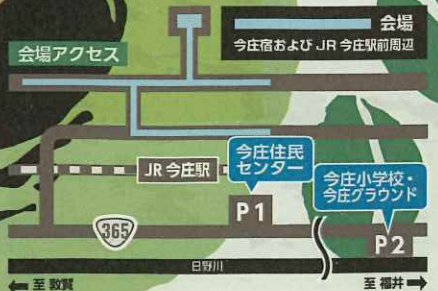 会場
今庄宿および JR 今庄駅前周辺
会場アクセス
JR 今庄駅
今庄住民
センター
今庄小学校・
今庄グラウンド
P1
365
P2
日野川
至 敦賀
至 福井